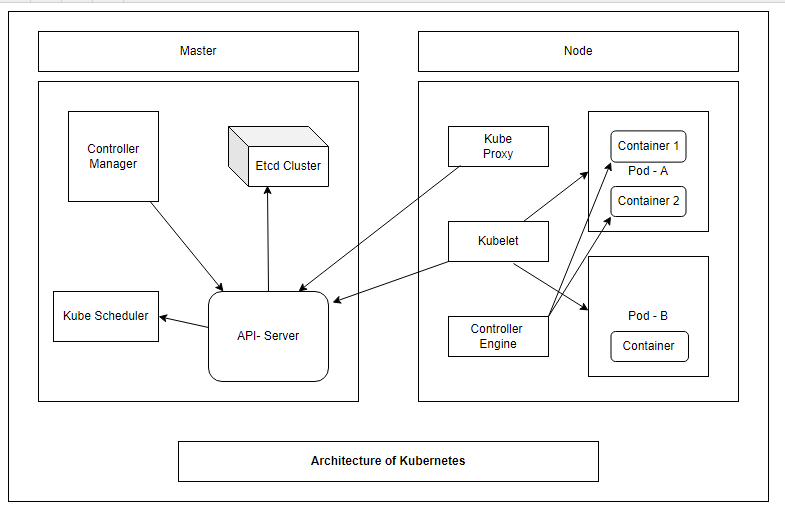 Master
Node
Controller
Manager
Etcd Cluster
Kube Scheduler
API- Server
Kube
Proxy
Kubelet
Controller
Engine
Container 1
Pod - A
Container 2
Pod - B
Container
Architecture of Kubernetes